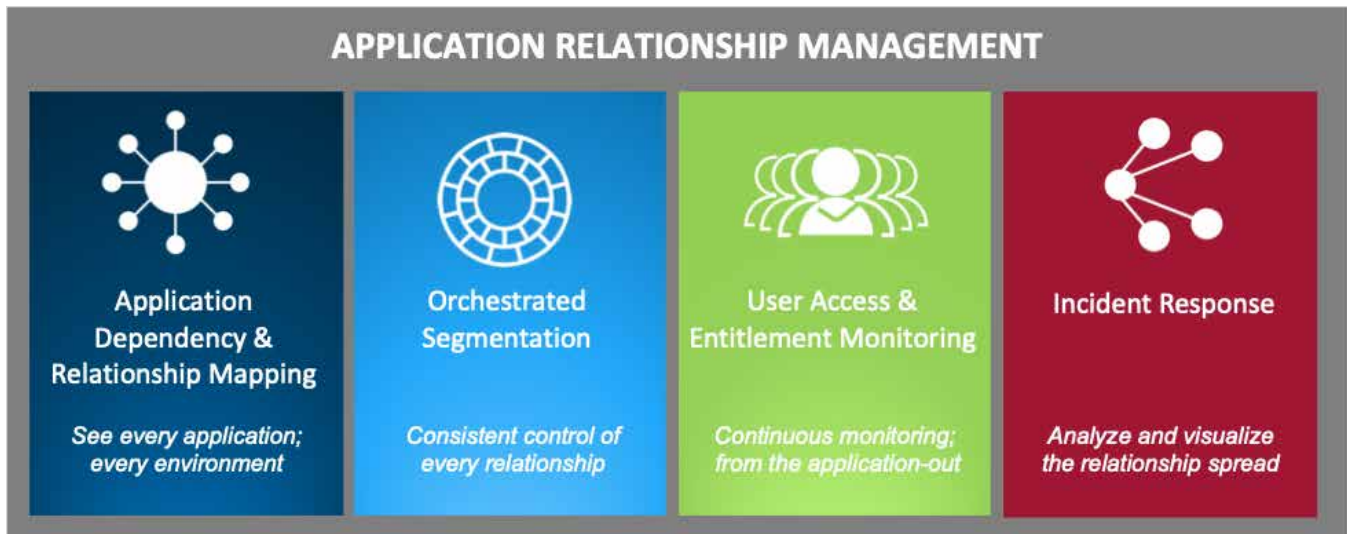 APPLICATION RELATIONSHIP MANAGEMENT
Application
Dependency &
Relationship Mapping
See every application;
every environment
Orchestrated
Segmentation
Consistent control of
every relationship
User Access &
Entitlement Monitoring
Continuous monitoring;
from the application-out
Incident Response
Analyze and visualize
the relationship spread